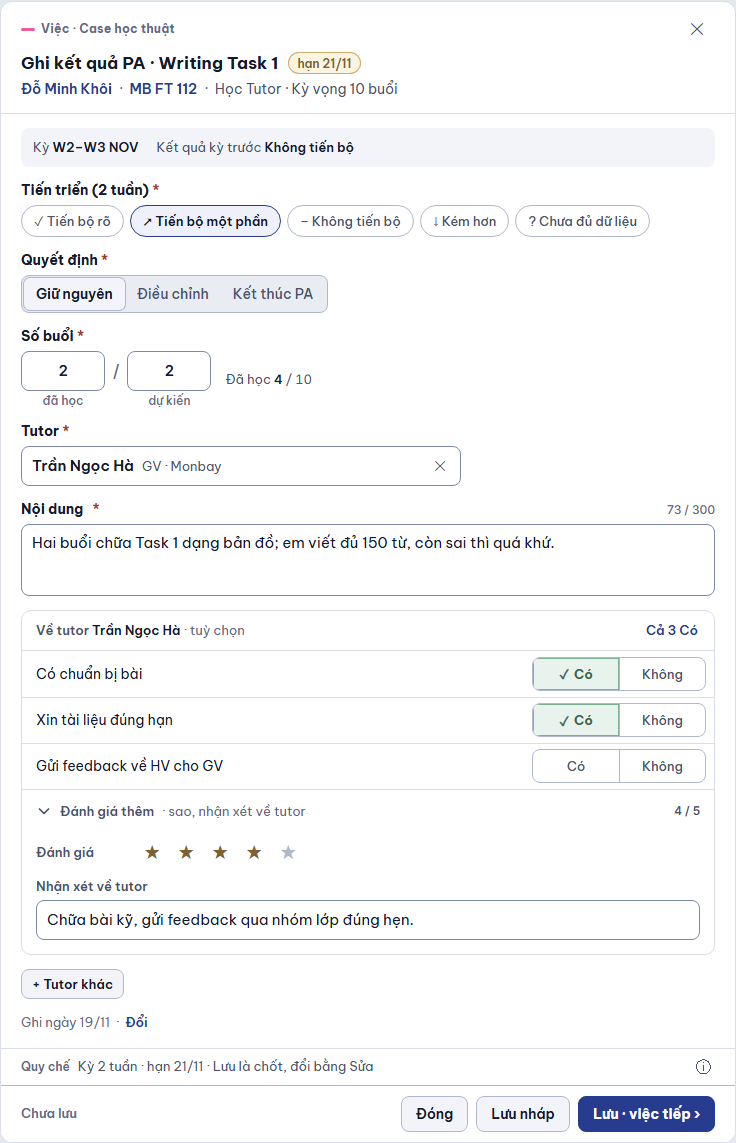 Việc · Case học thuật
Ghi kết quả PA · Writing Task 1 hạn 21/11
Đỗ Minh Khôi · MB FT 112 · Học Tutor · Kỳ vọng 10 buổi
Kỳ W2–W3 NOV Kết quả kỳ trước Không tiến bộ
Tiến triển (2 tuần) *
✓ Tiến bộ rõ ↗ Tiến bộ một phần – Không tiến bộ ↓ Kém hơn ? Chưa đủ dữ liệu
Quyết định *
Giữ nguyên Điều chỉnh Kết thúc PA
Số buổi *
2 / 2 Đã học 4 / 10
đã học dự kiến
Tutor *
Trần Ngọc Hà GV · Monbay
Nội dung * 73 / 300
Hai buổi chữa Task 1 dạng bản đồ; em viết đủ 150 từ, còn sai thì quá khứ.
Về tutor Trần Ngọc Hà · tuỳ chọn Cả 3 Có
Có chuẩn bị bài ✓ Có Không
Xin tài liệu đúng hạn ✓ Có Không
Gửi feedback về HV cho GV Có Không
Đánh giá thêm · sao, nhận xét về tutor 4 / 5
Đánh giá ★ ★ ★ ★ ★
Nhận xét về tutor
Chữa bài kỹ, gửi feedback qua nhóm lớp đúng hẹn.
+ Tutor khác
Ghi ngày 19/11 · Đổi
Quy chế Kỳ 2 tuần · hạn 21/11 · Lưu là chốt, đổi bằng Sửa
Chưa lưu Đóng Lưu nháp Lưu · việc tiếp ›